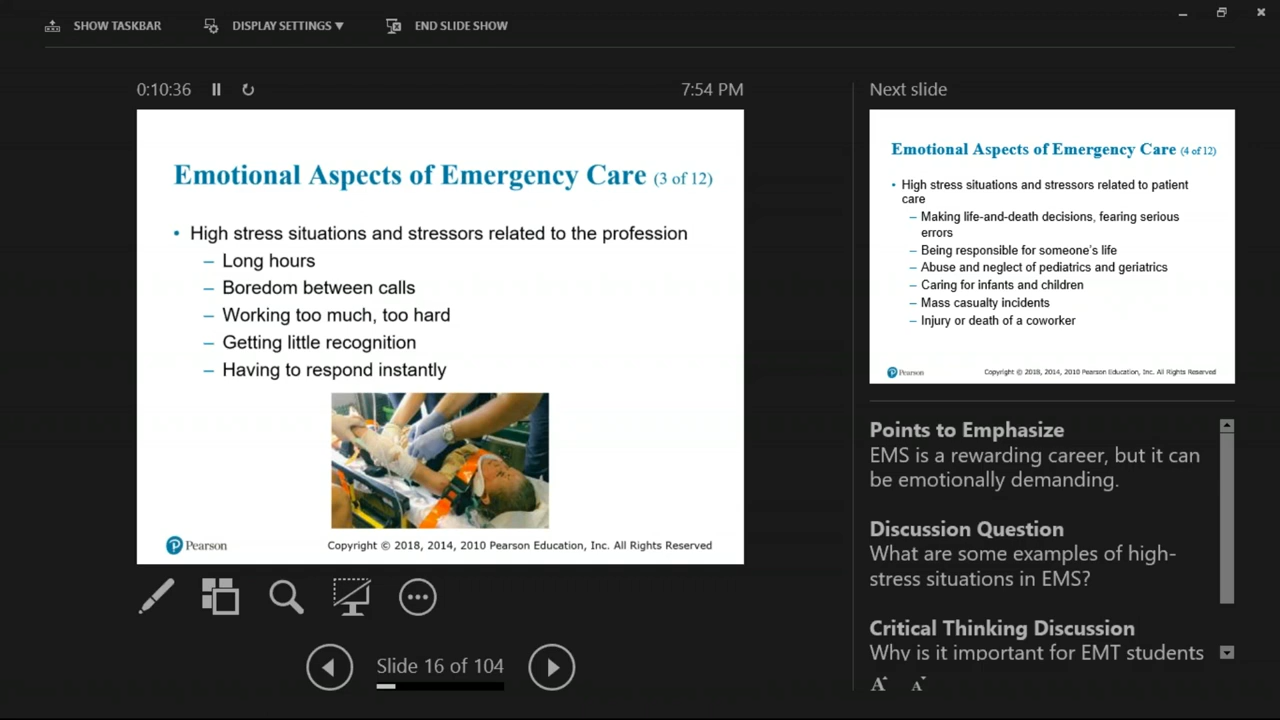 SHOW TASKBAR
DISPLAY SETTINGS ▼
END SLIDE SHOW
0:10:36
7:54 PM
Emotional Aspects of Emergency Care (3 of 12)
• High stress situations and stressors related to the profession
– Long hours
– Boredom between calls
– Working too much, too hard
– Getting little recognition
– Having to respond instantly
Pearson
Copyright © 2018, 2014, 2010 Pearson Education, Inc. All Rights Reserved
Slide 16 of 104
Next slide
Emotional Aspects of Emergency Care (4 of 12)
• High stress situations and stressors related to patient
care
– Making life-and-death decisions, fearing serious
errors
– Being responsible for someone's life
– Abuse and neglect of pediatrics and geriatrics
– Caring for infants and children
– Mass casualty incidents
– Injury or death of a coworker
Pearson
Copyright © 2018, 2014, 2010 Pearson Education, Inc. All Rights Reserved
Points to Emphasize
EMS is a rewarding career, but it can
be emotionally demanding.
Discussion Question
What are some examples of high-
stress situations in EMS?
Critical Thinking Discussion
Why is it important for EMT students
A A